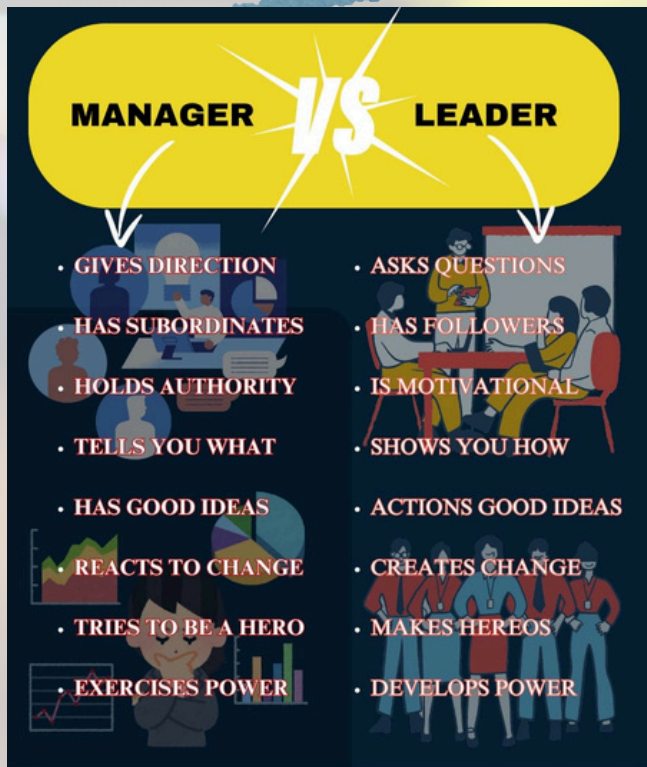 MANAGER VS LEADER
• GIVES DIRECTION
• HAS SUBORDINATES
• HOLDS AUTHORITY
• TELLS YOU WHAT
• HAS GOOD IDEAS
• REACTS TO CHANGE
• TRIES TO BE A HERO
• EXERCISES POWER
• ASKS QUESTIONS
• HAS FOLLOWERS
• IS MOTIVATIONAL
• SHOWS YOU HOW
• ACTIONS GOOD IDEAS
• CREATES CHANGE
• MAKES HEREOS
• DEVELOPS POWER